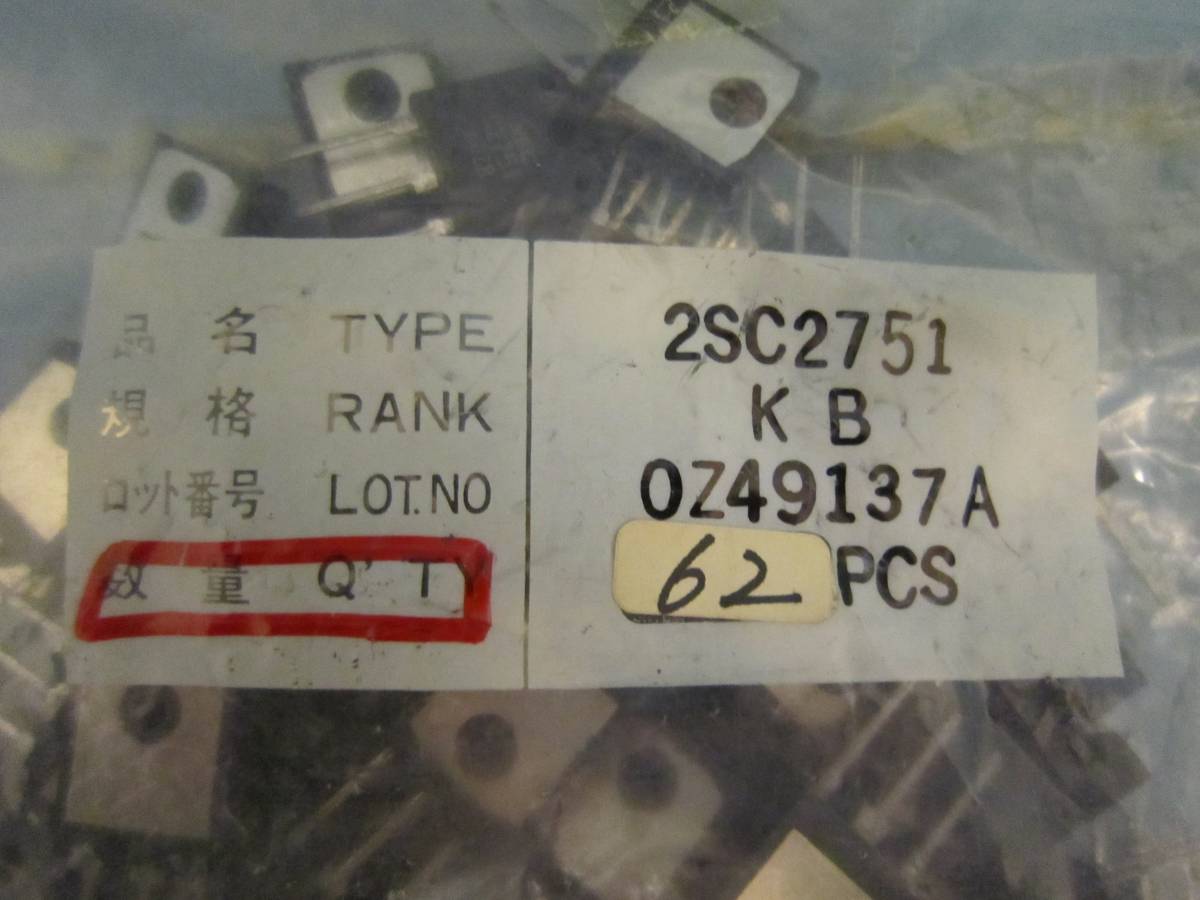 品名 TYPE 2SC2751
規格 RANK K B
ロット番号 LOT.NO 0Z49137A
数量 Q'TY 62 PCS